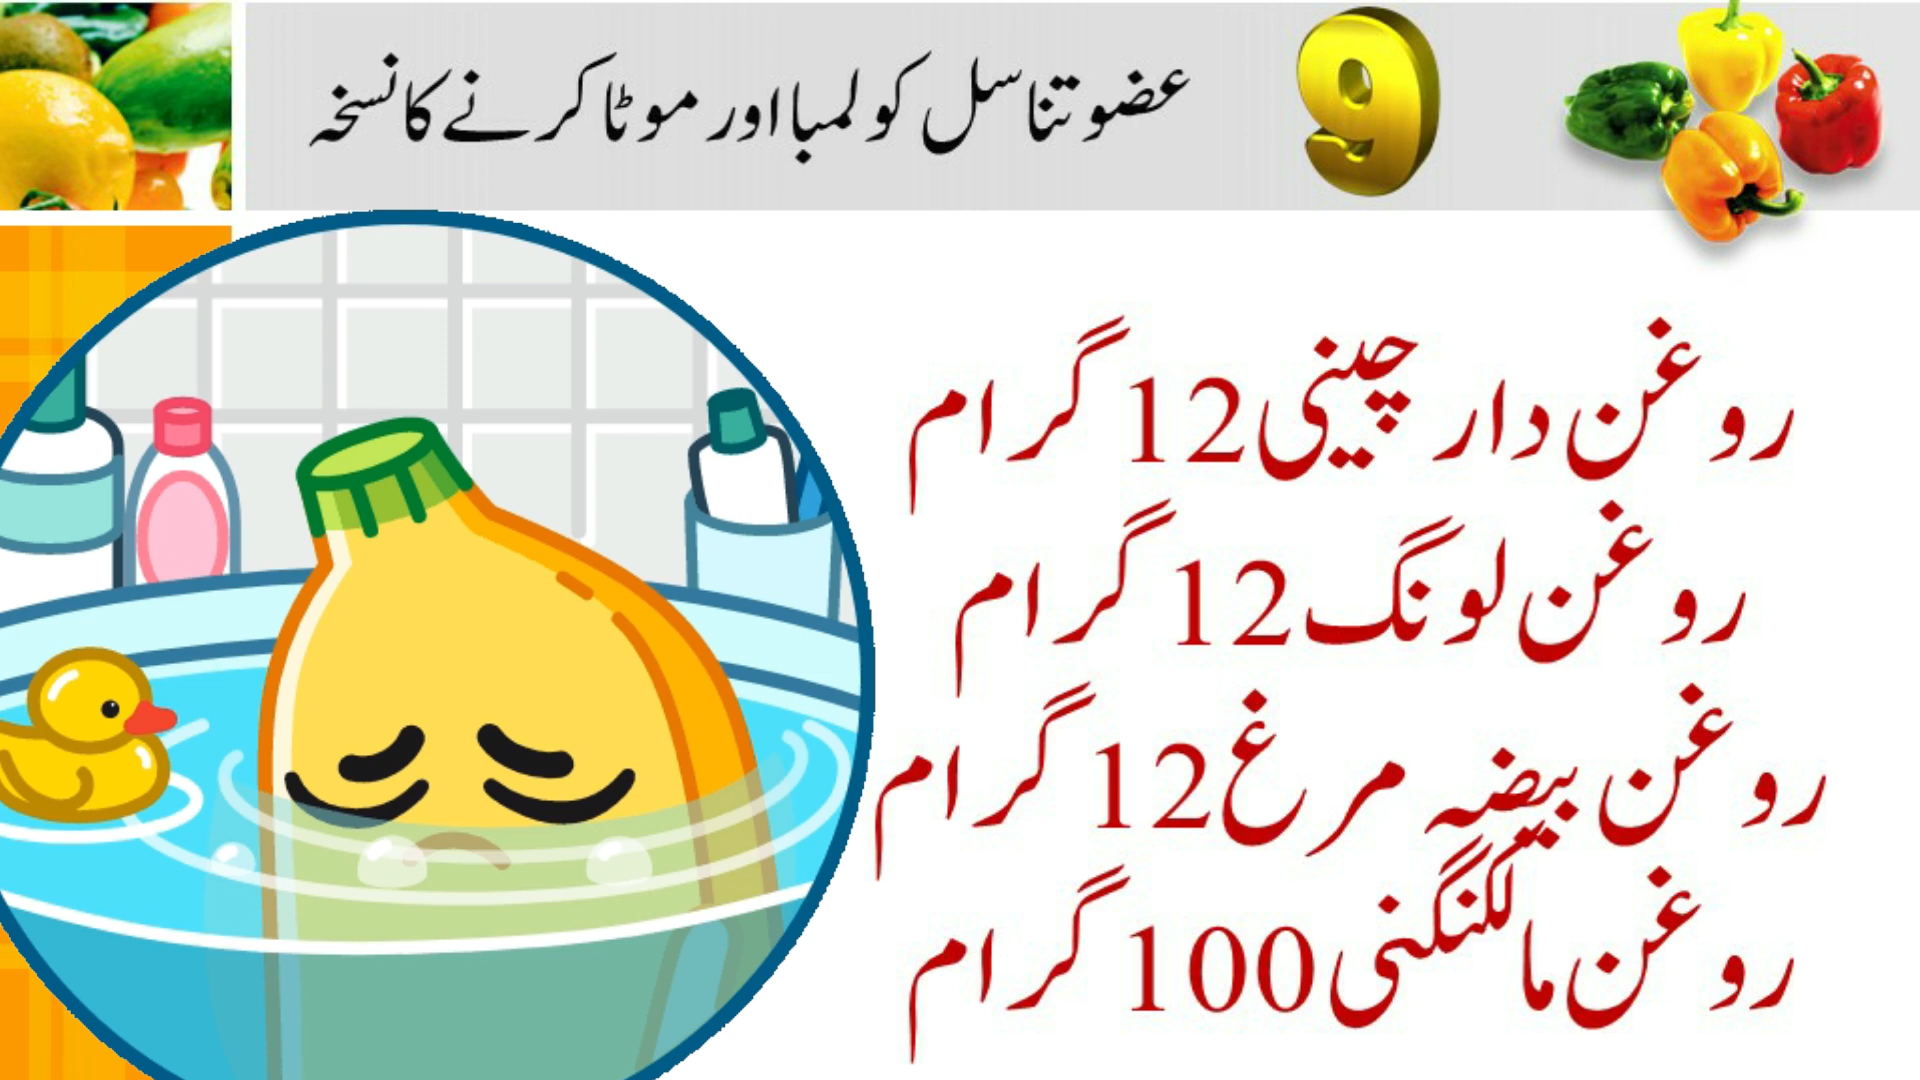 عضو تناسل کو لمبا اور موٹا کرنے کا نسخہ
9
روغن دار چینی 12 گرام
روغن لونگ 12 گرام
روغن بیضہ مرغ 12 گرام
روغن مالکنگنی 100 گرام